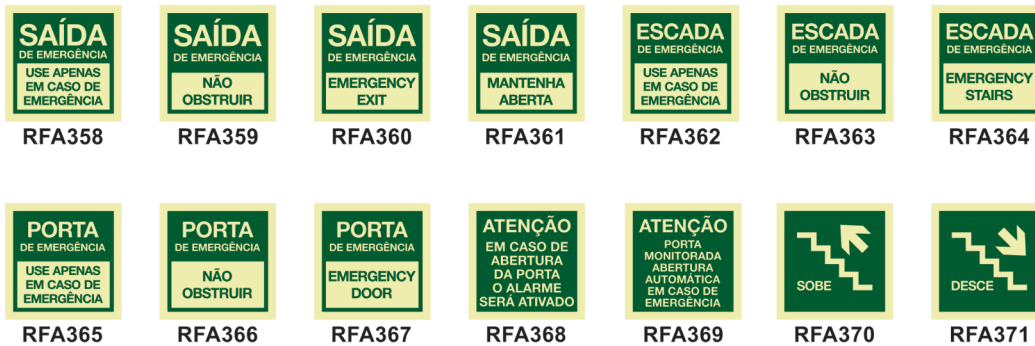 SAÍDA
DE EMERGÊNCIA
USE APENAS
EM CASO DE
EMERGÊNCIA
RFA358
SAÍDA
DE EMERGÊNCIA
NÃO
OBSTRUIR
RFA359
SAÍDA
DE EMERGÊNCIA
EMERGENCY
EXIT
RFA360
SAÍDA
DE EMERGÊNCIA
MANTENHA
ABERTA
RFA361
ESCADA
DE EMERGÊNCIA
USE APENAS
EM CASO DE
EMERGÊNCIA
RFA362
ESCADA
DE EMERGÊNCIA
NÃO
OBSTRUIR
RFA363
ESCADA
DE EMERGÊNCIA
EMERGENCY
STAIRS
RFA364
PORTA
DE EMERGÊNCIA
USE APENAS
EM CASO DE
EMERGÊNCIA
RFA365
PORTA
DE EMERGÊNCIA
NÃO
OBSTRUIR
RFA366
PORTA
DE EMERGÊNCIA
EMERGENCY
DOOR
RFA367
ATENÇÃO
EM CASO DE
ABERTURA
DA PORTA
O ALARME
SERÁ ATIVADO
RFA368
ATENÇÃO
PORTA
MONITORADA
ABERTURA
AUTOMÁTICA
EM CASO DE
EMERGÊNCIA
RFA369
SOBE
RFA370
DESCE
RFA371